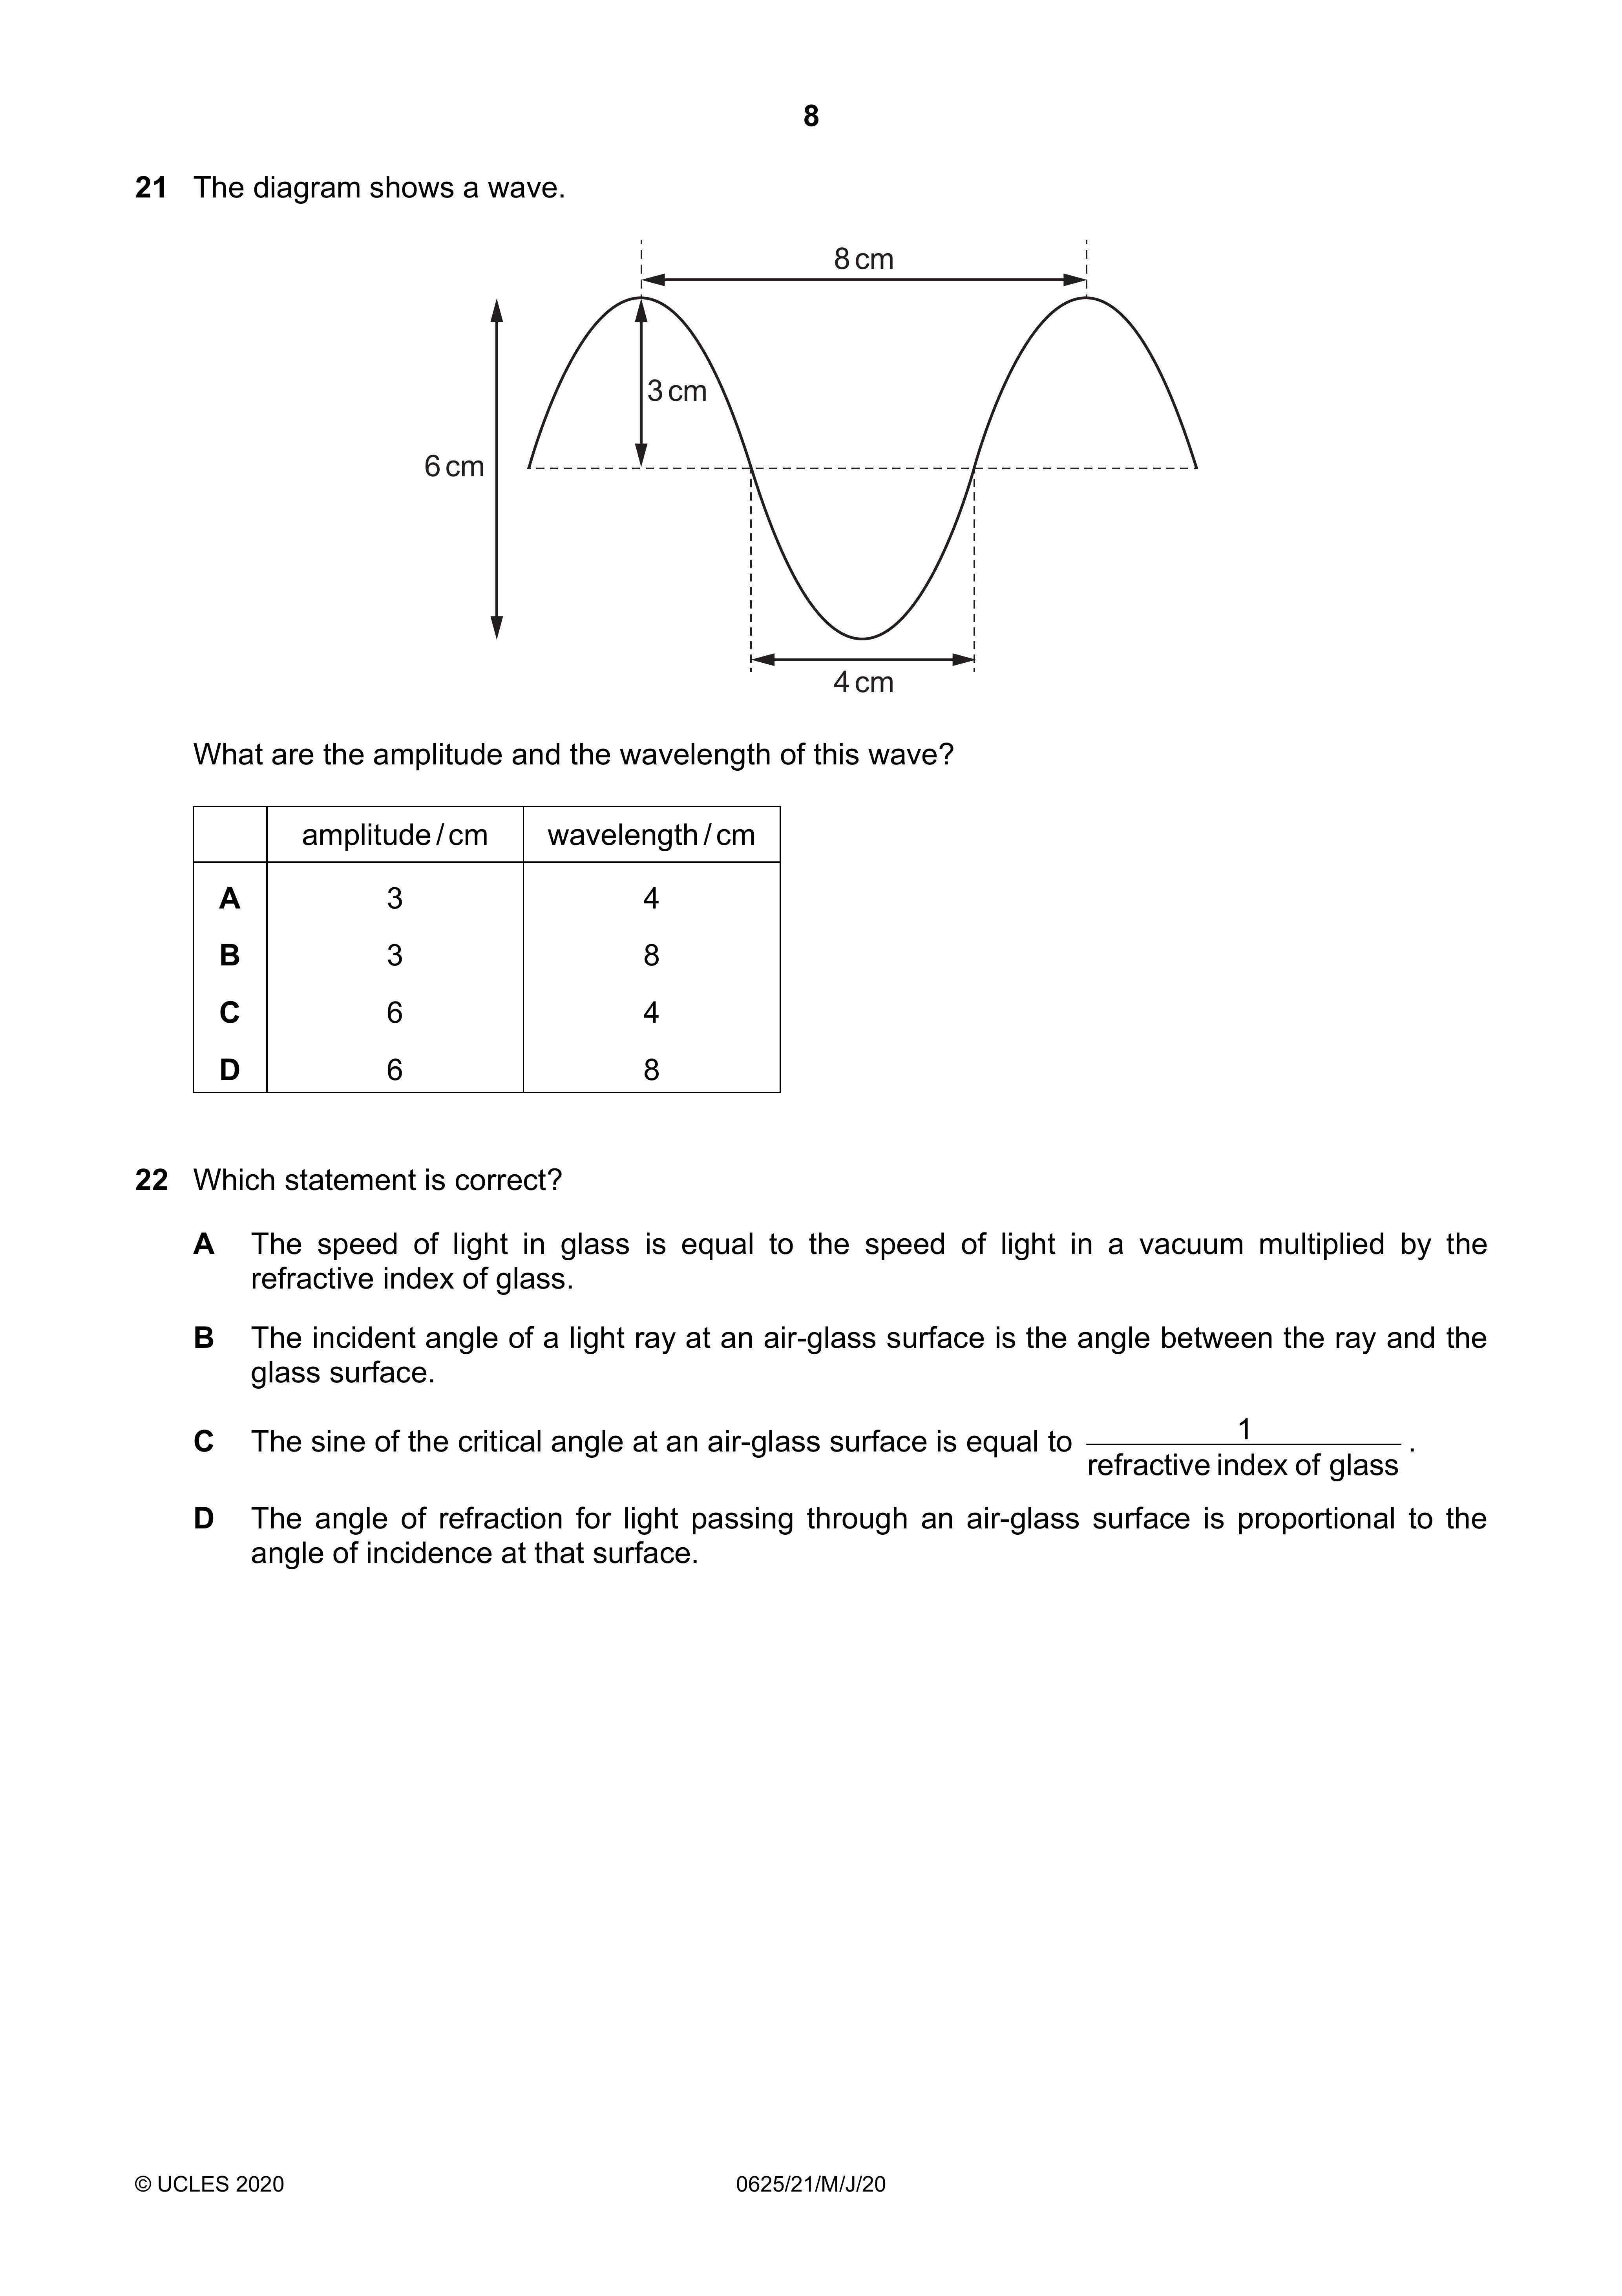 8
21 The diagram shows a wave.
8 cm
3 cm
6 cm
4 cm
What are the amplitude and the wavelength of this wave?
amplitude / cm wavelength / cm
A 3 4
B 3 8
C 6 4
D 6 8
22 Which statement is correct?
A The speed of light in glass is equal to the speed of light in a vacuum multiplied by the
refractive index of glass.
B The incident angle of a light ray at an air-glass surface is the angle between the ray and the
glass surface.
C The sine of the critical angle at an air-glass surface is equal to 1 / refractive index of glass .
D The angle of refraction for light passing through an air-glass surface is proportional to the
angle of incidence at that surface.
© UCLES 2020 0625/21/M/J/20